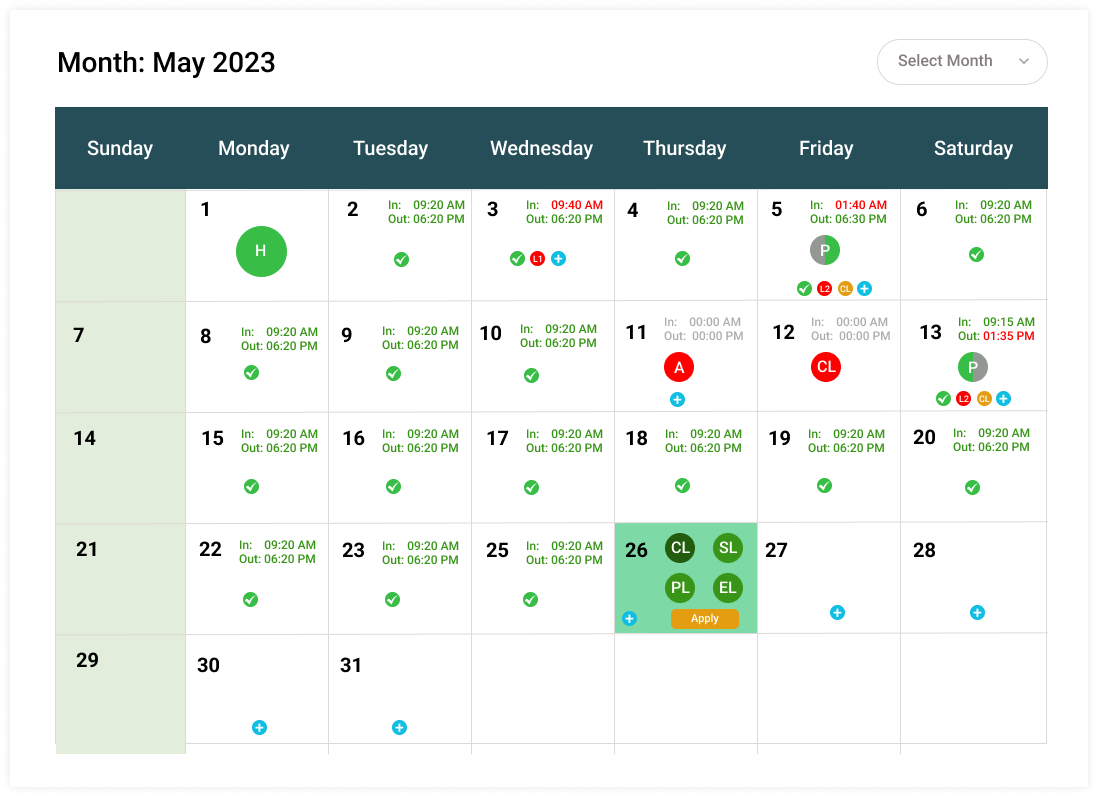 Month: May 2023
Select Month
Sunday Monday Tuesday Wednesday Thursday Friday Saturday
1
H
2
In: 09:20 AM
Out: 06:20 PM
3
In: 09:40 AM
Out: 06:20 PM
L1
4
In: 09:20 AM
Out: 06:20 PM
5
In: 01:40 AM
Out: 06:30 PM
P
L2 CL
6
In: 09:20 AM
Out: 06:20 PM
7
8
In: 09:20 AM
Out: 06:20 PM
9
In: 09:20 AM
Out: 06:20 PM
10
In: 09:20 AM
Out: 06:20 PM
11
In: 00:00 AM
Out: 00:00 PM
A
12
In: 00:00 AM
Out: 00:00 PM
CL
13
In: 09:15 AM
Out: 01:35 PM
P
L2 CL
14
15
In: 09:20 AM
Out: 06:20 PM
16
In: 09:20 AM
Out: 06:20 PM
17
In: 09:20 AM
Out: 06:20 PM
18
In: 09:20 AM
Out: 06:20 PM
19
In: 09:20 AM
Out: 06:20 PM
20
In: 09:20 AM
Out: 06:20 PM
21
22
In: 09:20 AM
Out: 06:20 PM
23
In: 09:20 AM
Out: 06:20 PM
25
In: 09:20 AM
Out: 06:20 PM
26
CL SL
PL EL
Apply
27
28
29
30
31